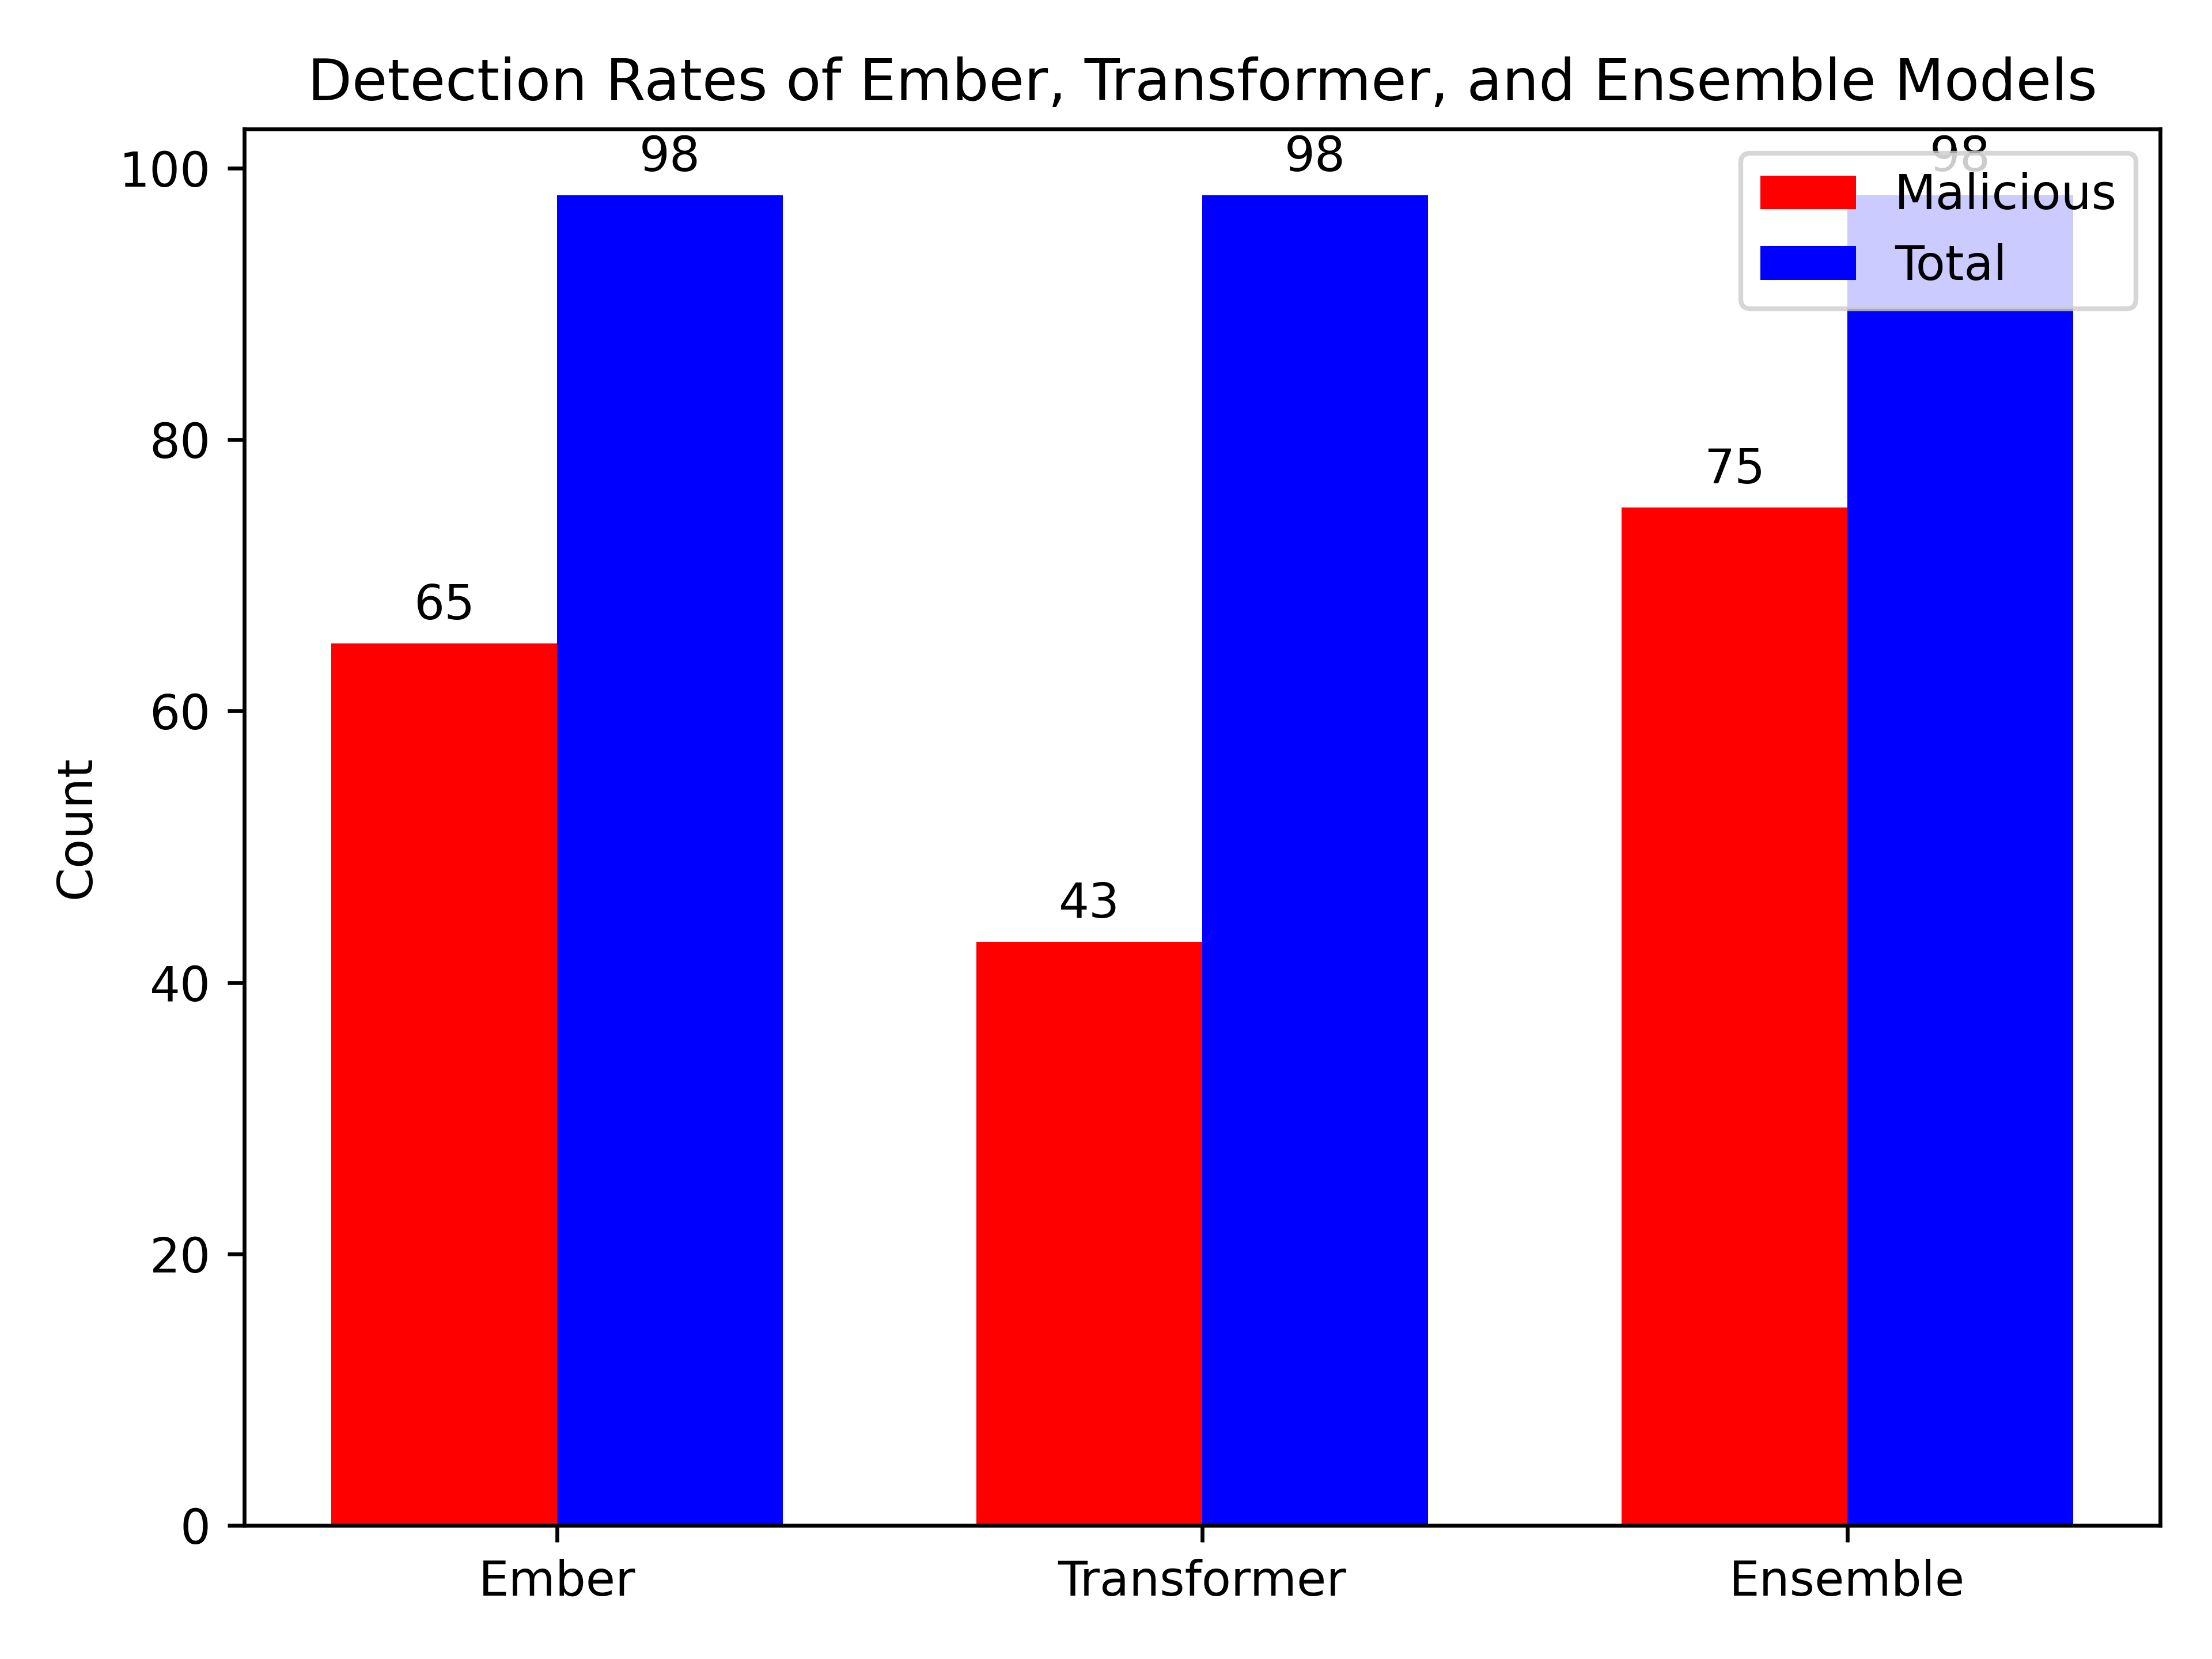 Detection Rates of Ember, Transformer, and Ensemble Models
98
98
98
100
Malicious
Total
80
75
65
60
Count
43
40
20
0
Ember
Transformer
Ensemble